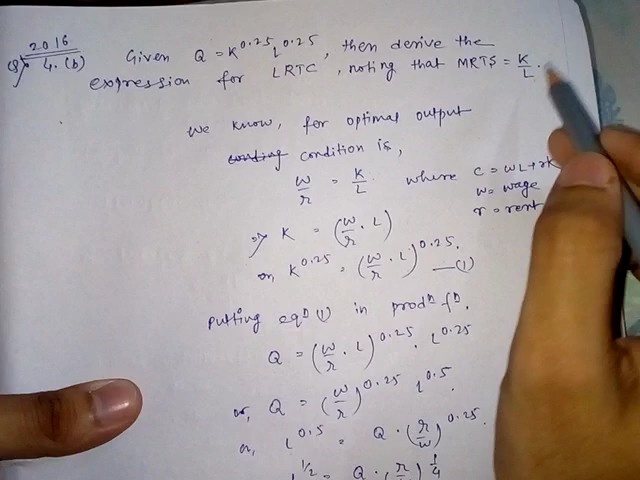 2016
Q 4. (b) Given Q = K^0.25 L^0.25, then derive the
expression for LRTC, noting that MRTS = K/L.
We know, for optimal output
condition is,
w/r = K/L where c = wL+rK
w = wage
r = rent
⇒ K = (w/r . L)
or, K^0.25 = (w/r . L)^0.25. —(1)
putting eqn (1) in prodn fn.
Q = (w/r . L)^0.25 . L^0.25
or, Q = (w/r)^0.25 L^0.5.
or, L^0.5 = Q . (r/w)^0.25.
L^1/2 = Q . (r/